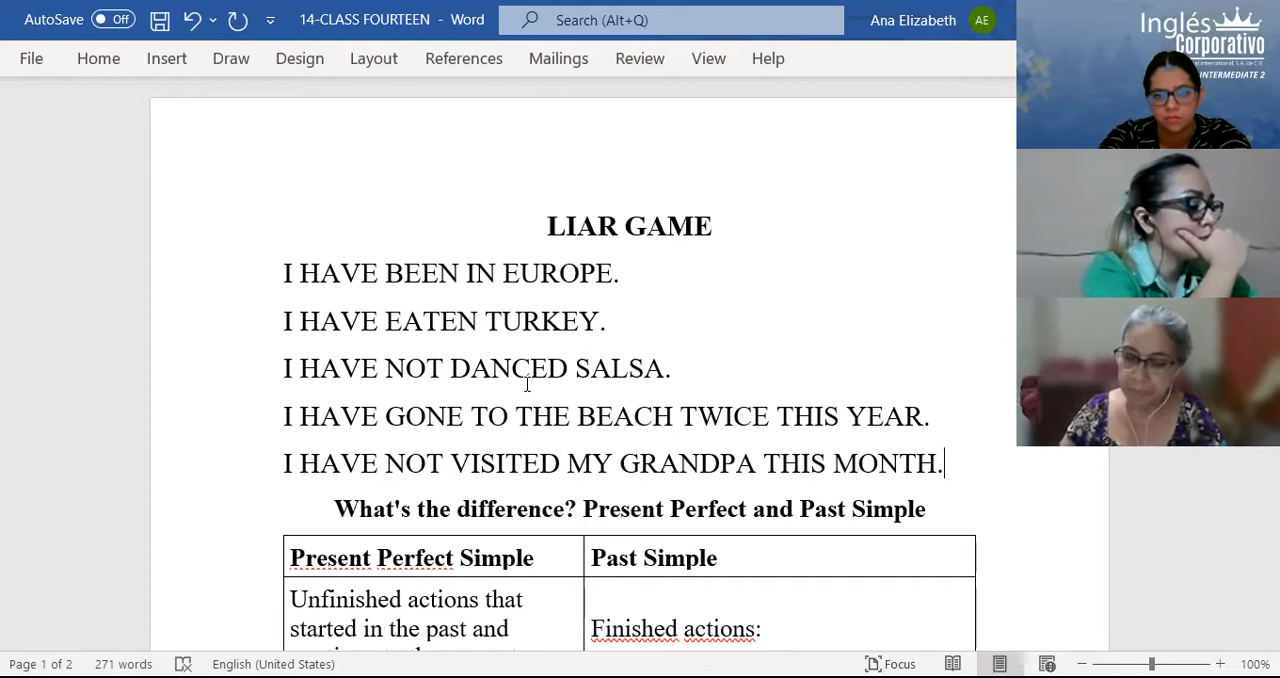 AutoSave Off 14-CLASS FOURTEEN - Word Search (Alt+Q) Ana Elizabeth AE
File Home Insert Draw Design Layout References Mailings Review View Help
Inglés
Corporativo
INTERMEDIATE 2
LIAR GAME
I HAVE BEEN IN EUROPE.
I HAVE EATEN TURKEY.
I HAVE NOT DANCED SALSA.
I HAVE GONE TO THE BEACH TWICE THIS YEAR.
I HAVE NOT VISITED MY GRANDPA THIS MONTH.
What's the difference? Present Perfect and Past Simple
Present Perfect Simple Past Simple
Unfinished actions that
started in the past and
Finished actions:
Page 1 of 2 271 words English (United States) Focus 100%